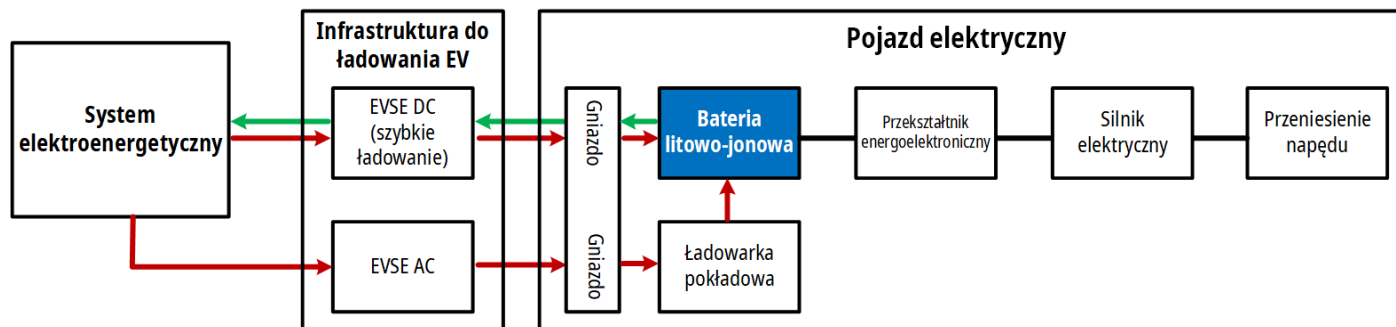 Infrastruktura do
ładowania EV
Pojazd elektryczny
System
elektroenergetyczny
EVSE DC
(szybkie
ładowanie)
Gniazdo
Bateria
litowo-jonowa
Przekształtnik
energoelektroniczny
Silnik
elektryczny
Przeniesienie
napędu
EVSE AC
Gniazdo
Ładowarka
pokładowa